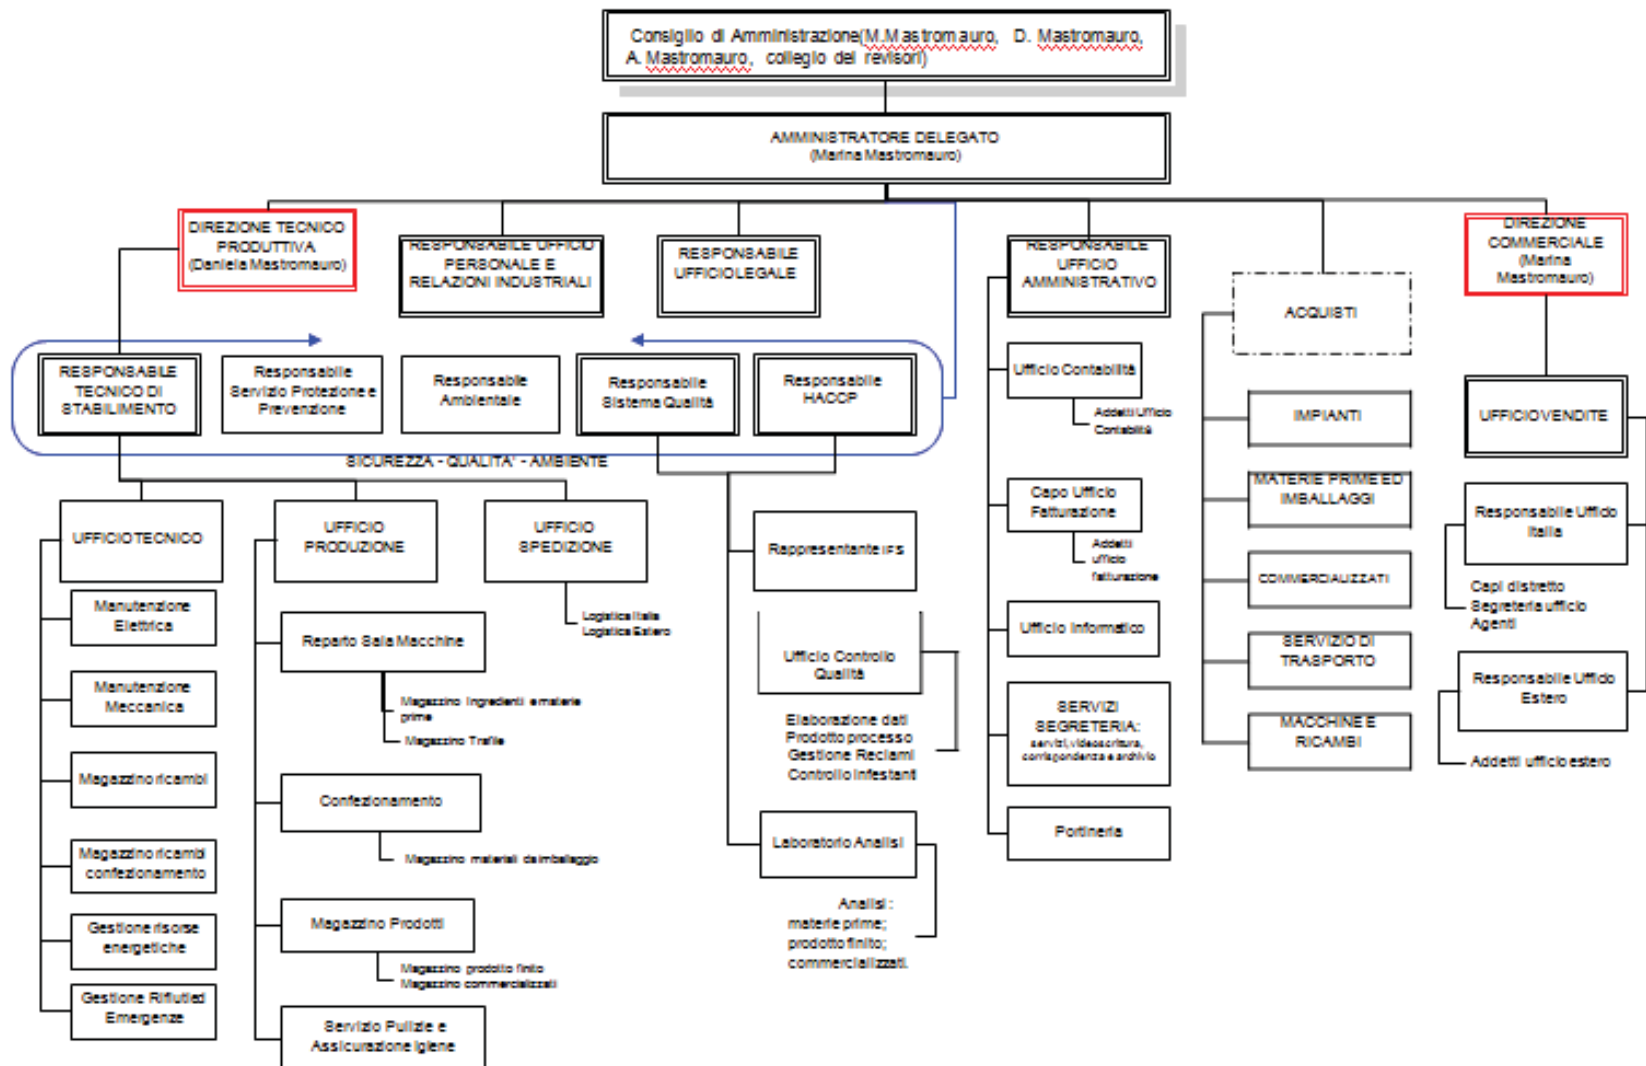 Consiglio di Amministrazione(M.Mastromauro, D. Mastromauro,
A. Mastromauro, collegio dei revisori)
AMMINISTRATORE DELEGATO
(Marina Mastromauro)
DIREZIONE TECNICO
PRODUTTIVA
(Daniela Mastromauro)
RESPONSABILE UFFICIO
PERSONALE E
RELAZIONI INDUSTRIALI
RESPONSABILE
UFFICIO LEGALE
RESPONSABILE
UFFICIO
AMMINISTRATIVO
ACQUISTI
DIREZIONE
COMMERCIALE
(Marina
Mastromauro)
RESPONSABILE
TECNICO DI
STABILIMENTO
Responsabile
Servizio Protezione e
Prevenzione
Responsabile
Ambientale
Responsabile
Sistema Qualità
Responsabile
HACCP
SICUREZZA - QUALITA' - AMBIENTE
UFFICIO TECNICO
Manutenzione
Elettrica
Manutenzione
Meccanica
Magazzino ricambi
Magazzino ricambi
confezionamento
Gestione risorse
energetiche
Gestione Rifiuti ed
Emergenze
UFFICIO
PRODUZIONE
Reparto Sala Macchine
Magazzino Ingredienti e materie
prime
Magazzino Trafile
Confezionamento
Magazzino materiali da imballaggio
Magazzino Prodotti
Magazzino prodotto finito
Magazzino commercializzati
Servizio Pulizie e
Assicurazione Igiene
UFFICIO
SPEDIZIONE
Logistica Italia
Logistica Estero
Rappresentante IFS
Ufficio Controllo
Qualità
Elaborazione dati
Prodotto processo
Gestione Reclami
Controllo infestanti
Laboratorio Analisi
Analisi :
materie prime;
prodotto finito;
commercializzati.
Ufficio Contabilità
Addetti Ufficio
Contabilità
Capo Ufficio
Fatturazione
Addetti
ufficio
fatturazione
Ufficio Informatico
SERVIZI
SEGRETERIA:
servizi, videoscrittura,
corrispondenza e archivio
Portineria
IMPIANTI
MATERIE PRIME ED
IMBALLAGGI
COMMERCIALIZZATI
SERVIZIO DI
TRASPORTO
MACCHINE E
RICAMBI
UFFICIO VENDITE
Responsabile Ufficio
Italia
Capi distretto
Segreteria ufficio
Agenti
Responsabile Ufficio
Estero
Addetti ufficio estero